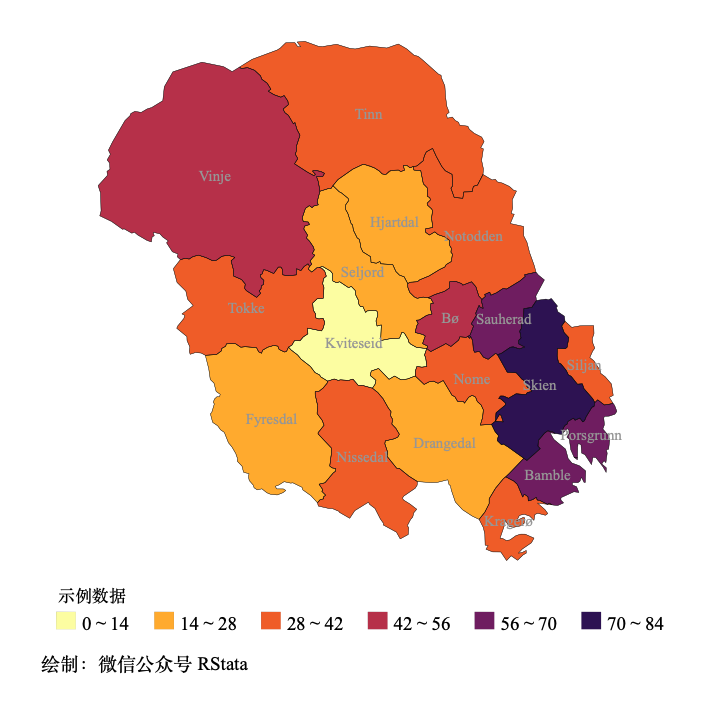 Tinn
Vinje
Hjartdal
Notodden
Seljord
Tokke
Bø
Sauherad
Kviteseid
Siljan
Nome
Skien
Fyresdal
Porsgrunn
Drangedal
Nissedal
Bamble
Kragerø
示例数据
0 ~ 14 14 ~ 28 28 ~ 42 42 ~ 56 56 ~ 70 70 ~ 84
绘制：微信公众号 RStata